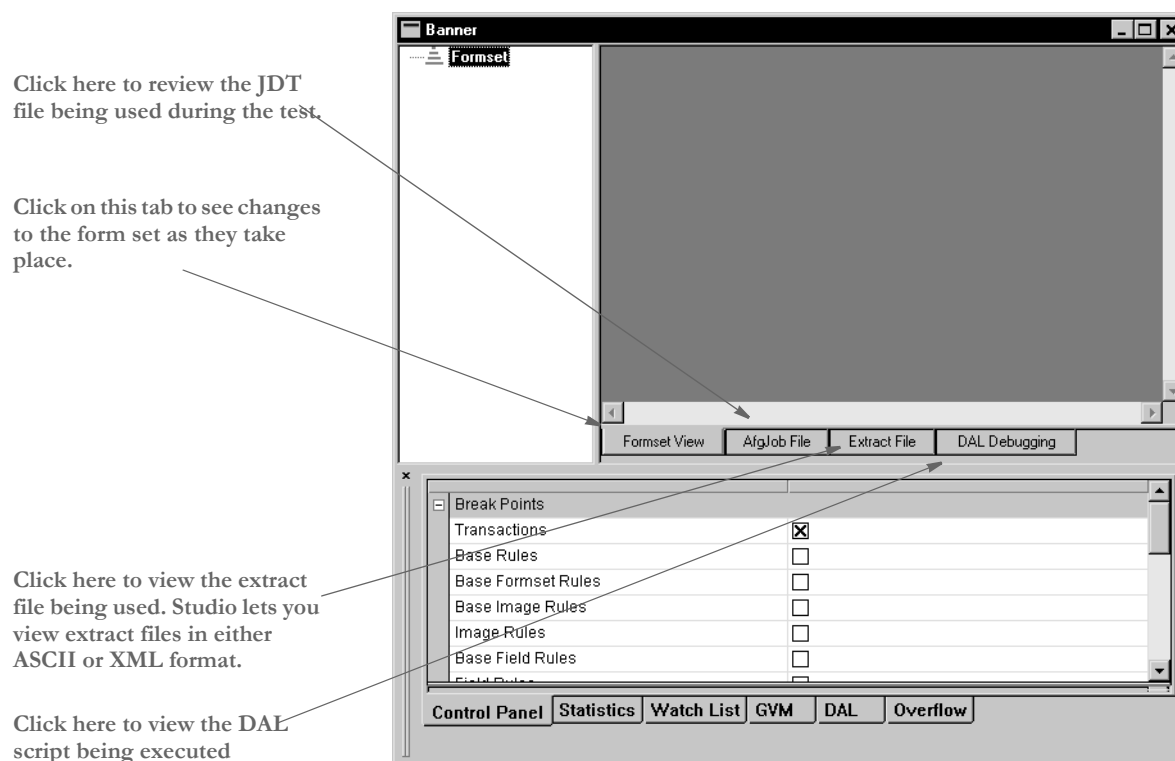 Click here to review the JDT
file being used during the test.
Click on this tab to see changes
to the form set as they take
place.
Click here to view the extract
file being used. Studio lets you
view extract files in either
ASCII or XML format.
Click here to view the DAL
script being executed
Banner
Formset
Formset View
AfgJob File
Extract File
DAL Debugging
Break Points
Transactions
Base Rules
Base Formset Rules
Base Image Rules
Image Rules
Base Field Rules
Field Rules
Control Panel
Statistics
Watch List
GVM
DAL
Overflow